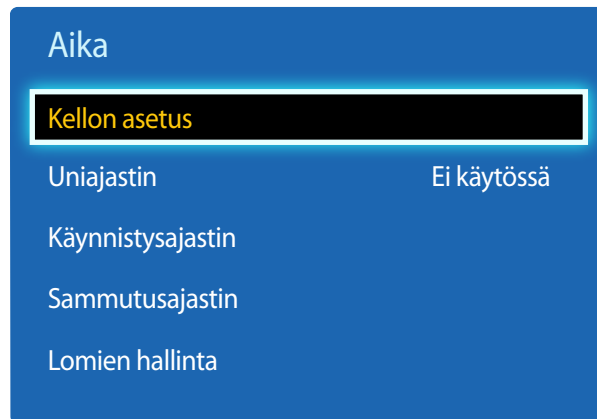 Aika
Kellon asetus
Uniajastin Ei käytössä
Käynnistysajastin
Sammutusajastin
Lomien hallinta